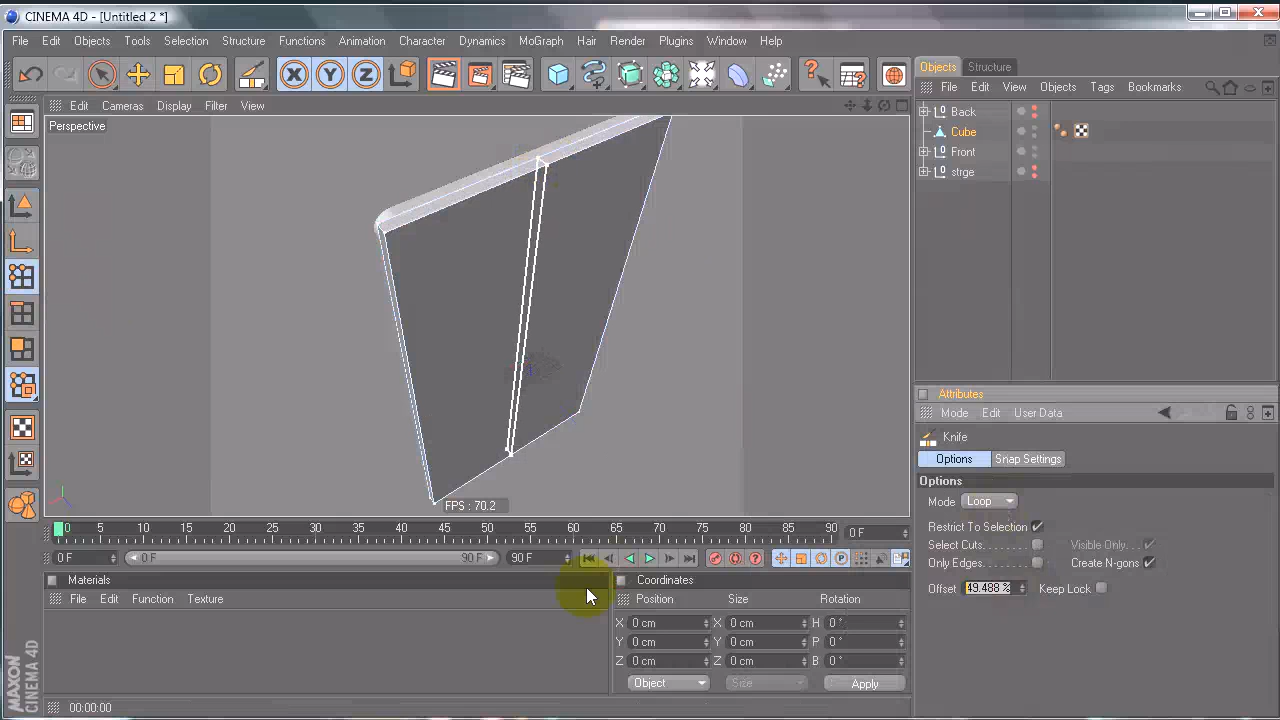 CINEMA 4D - [Untitled 2 *]
File Edit Objects Tools Selection Structure Functions Animation Character Dynamics MoGraph Hair Render Plugins Window Help
X Y Z
Objects Structure
File Edit View Objects Tags Bookmarks
Edit Cameras Display Filter View
Perspective
Back
Cube
Front
strge
Attributes
Mode Edit User Data
Knife
Options Snap Settings
Options
Mode Loop
Restrict To Selection
Select Cuts Visible Only
Only Edges Create N-gons
Offset 49.488 % Keep Lock
FPS : 70.2
0 5 10 15 20 25 30 35 40 45 50 55 60 65 70 75 80 85 90 0 F
0 F 0 F 90 F 90 F
Materials
File Edit Function Texture
Coordinates
Position Size Rotation
X 0 cm X 0 cm H 0 °
Y 0 cm Y 0 cm P 0 °
Z 0 cm Z 0 cm B 0 °
Object Size Apply
00:00:00
MAXON
CINEMA 4D